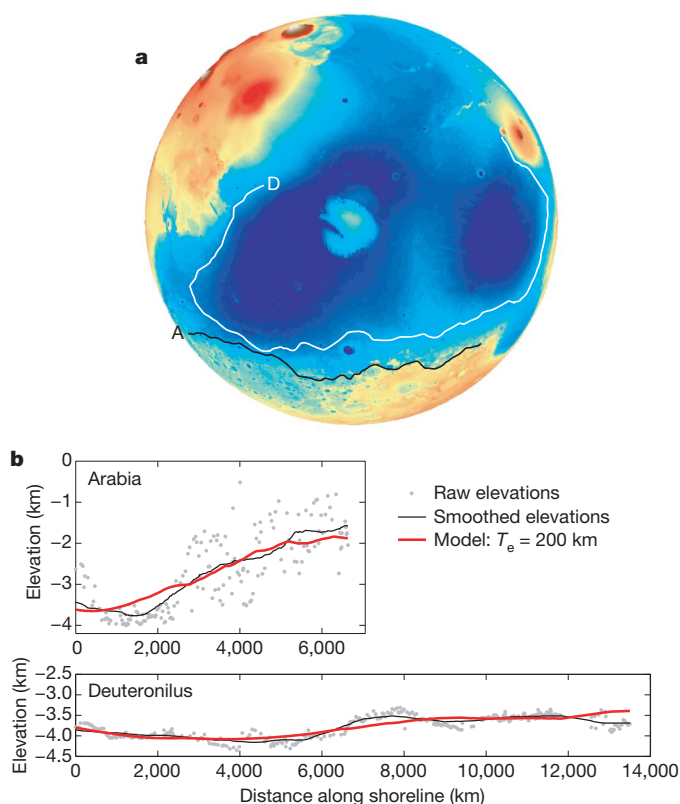 a
D
A
b
Arabia
Elevation (km)
0
−1
−2
−3
−4
0
2,000
4,000
6,000
Raw elevations
Smoothed elevations
Model: Te = 200 km
Deuteronilus
Elevation (km)
−2.5
−3.0
−3.5
−4.0
−4.5
0
2,000
4,000
6,000
8,000
10,000
12,000
14,000
Distance along shoreline (km)